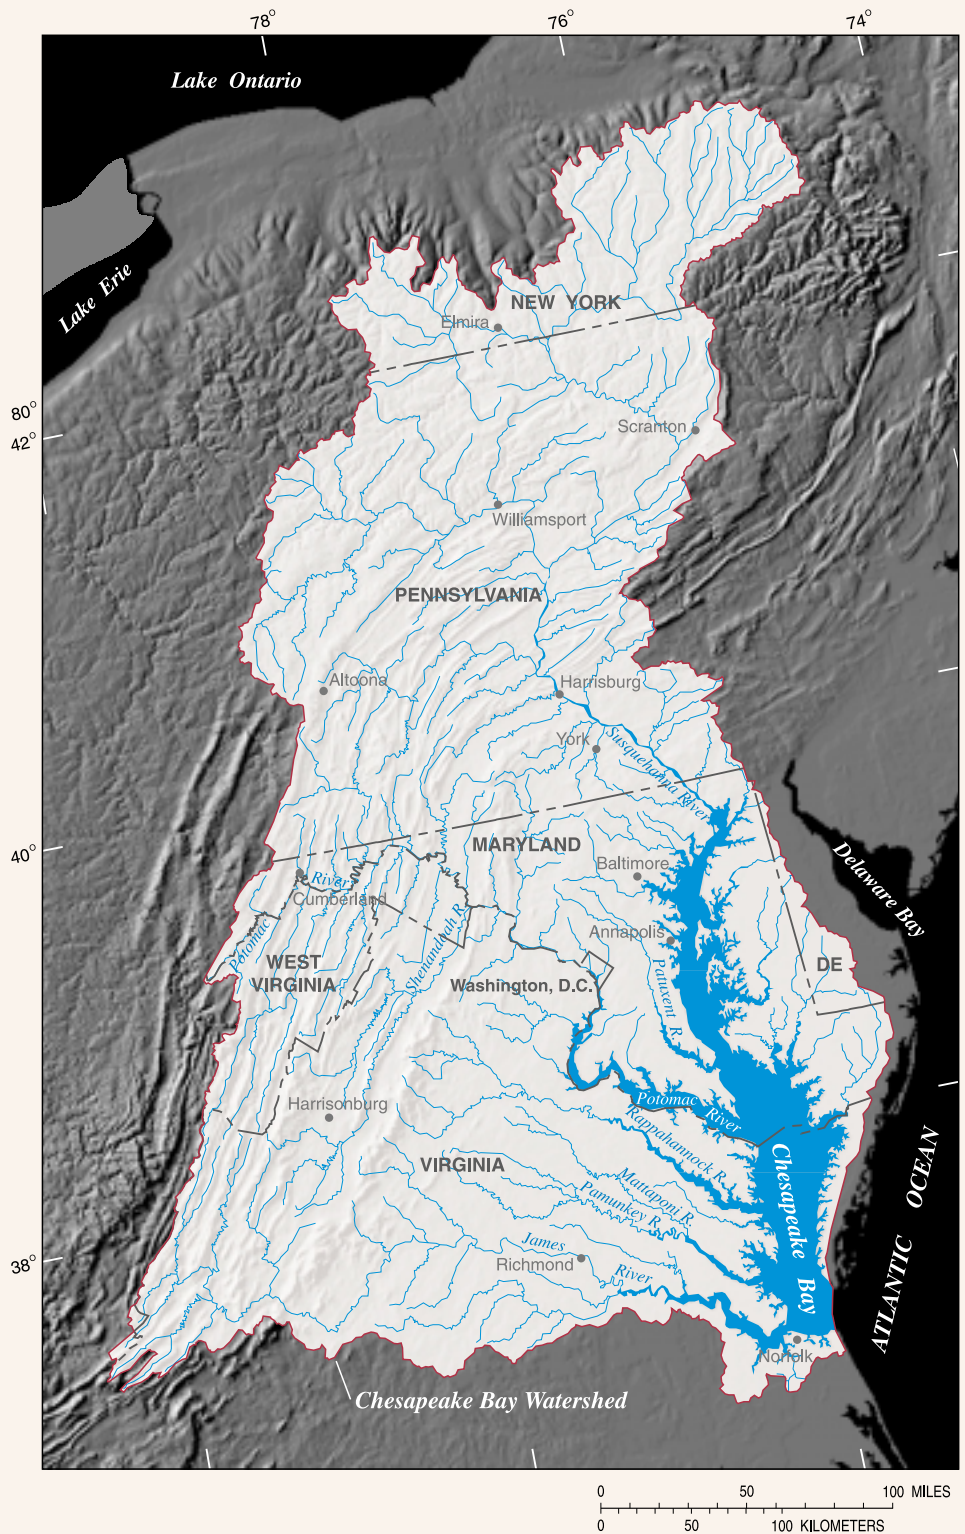 78°
76°
74°
Lake Ontario
Lake Erie
NEW YORK
Elmira
80°
42°
Scranton
Williamsport
PENNSYLVANIA
Altoona
Harrisburg
York
Susquehanna River
MARYLAND
40°
Baltimore
Delaware Bay
River
Cumberland
Potomac
Shenandoah R.
Annapolis
WEST
VIRGINIA
DE
Washington, D.C.
Patuxent R.
Potomac
River
Harrisonburg
Rappahannock R.
VIRGINIA
Mattaponi R.
Pamunkey R.
Chesapeake Bay
ATLANTIC OCEAN
38°
James
Richmond
River
Norfolk
Chesapeake Bay Watershed
0 50 100 MILES
0 50 100 KILOMETERS